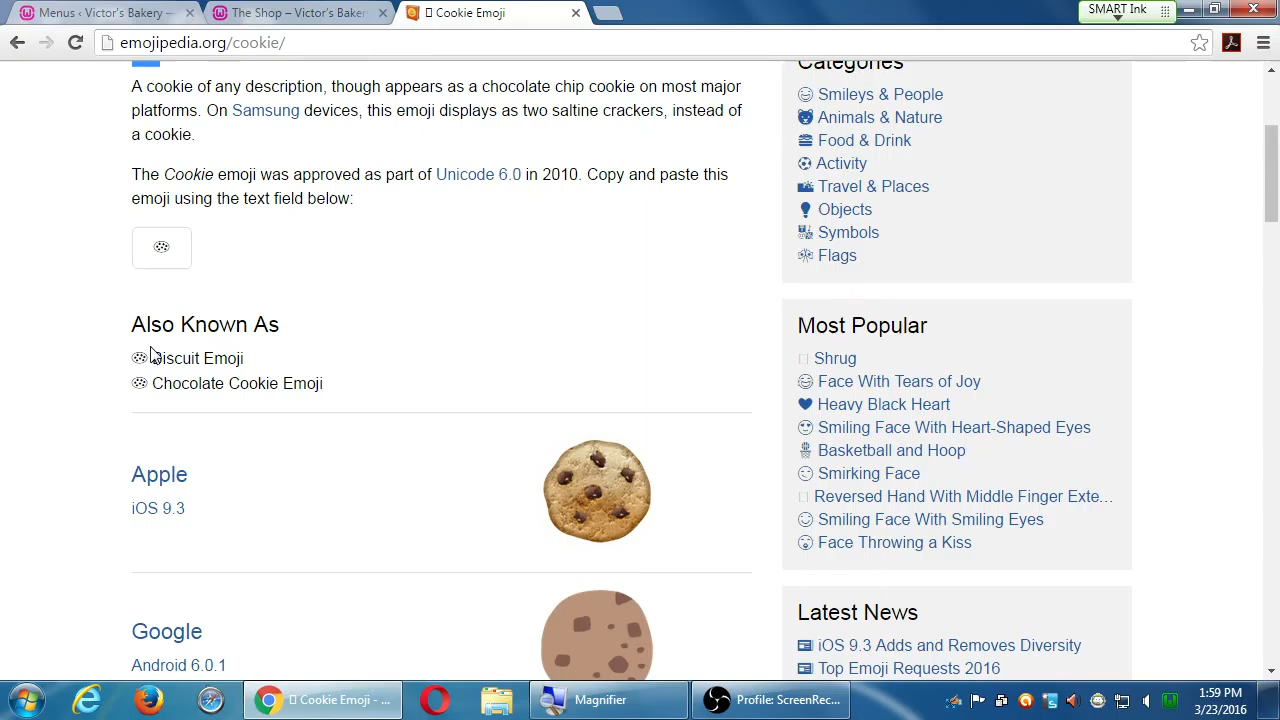 Menus ‹ Victor's Bakery —
The Shop – Victor's Baker
Cookie Emoji
SMART Ink
emojipedia.org/cookie/
A cookie of any description, though appears as a chocolate chip cookie on most major
platforms. On Samsung devices, this emoji displays as two saltine crackers, instead of
a cookie.
The Cookie emoji was approved as part of Unicode 6.0 in 2010. Copy and paste this
emoji using the text field below:
Also Known As
Biscuit Emoji
Chocolate Cookie Emoji
Apple
iOS 9.3
Google
Android 6.0.1
Categories
Smileys & People
Animals & Nature
Food & Drink
Activity
Travel & Places
Objects
Symbols
Flags
Most Popular
Shrug
Face With Tears of Joy
Heavy Black Heart
Smiling Face With Heart-Shaped Eyes
Basketball and Hoop
Smirking Face
Reversed Hand With Middle Finger Exte...
Smiling Face With Smiling Eyes
Face Throwing a Kiss
Latest News
iOS 9.3 Adds and Removes Diversity
Top Emoji Requests 2016
Cookie Emoji - ...
Magnifier
Profile: ScreenRec...
1:59 PM
3/23/2016